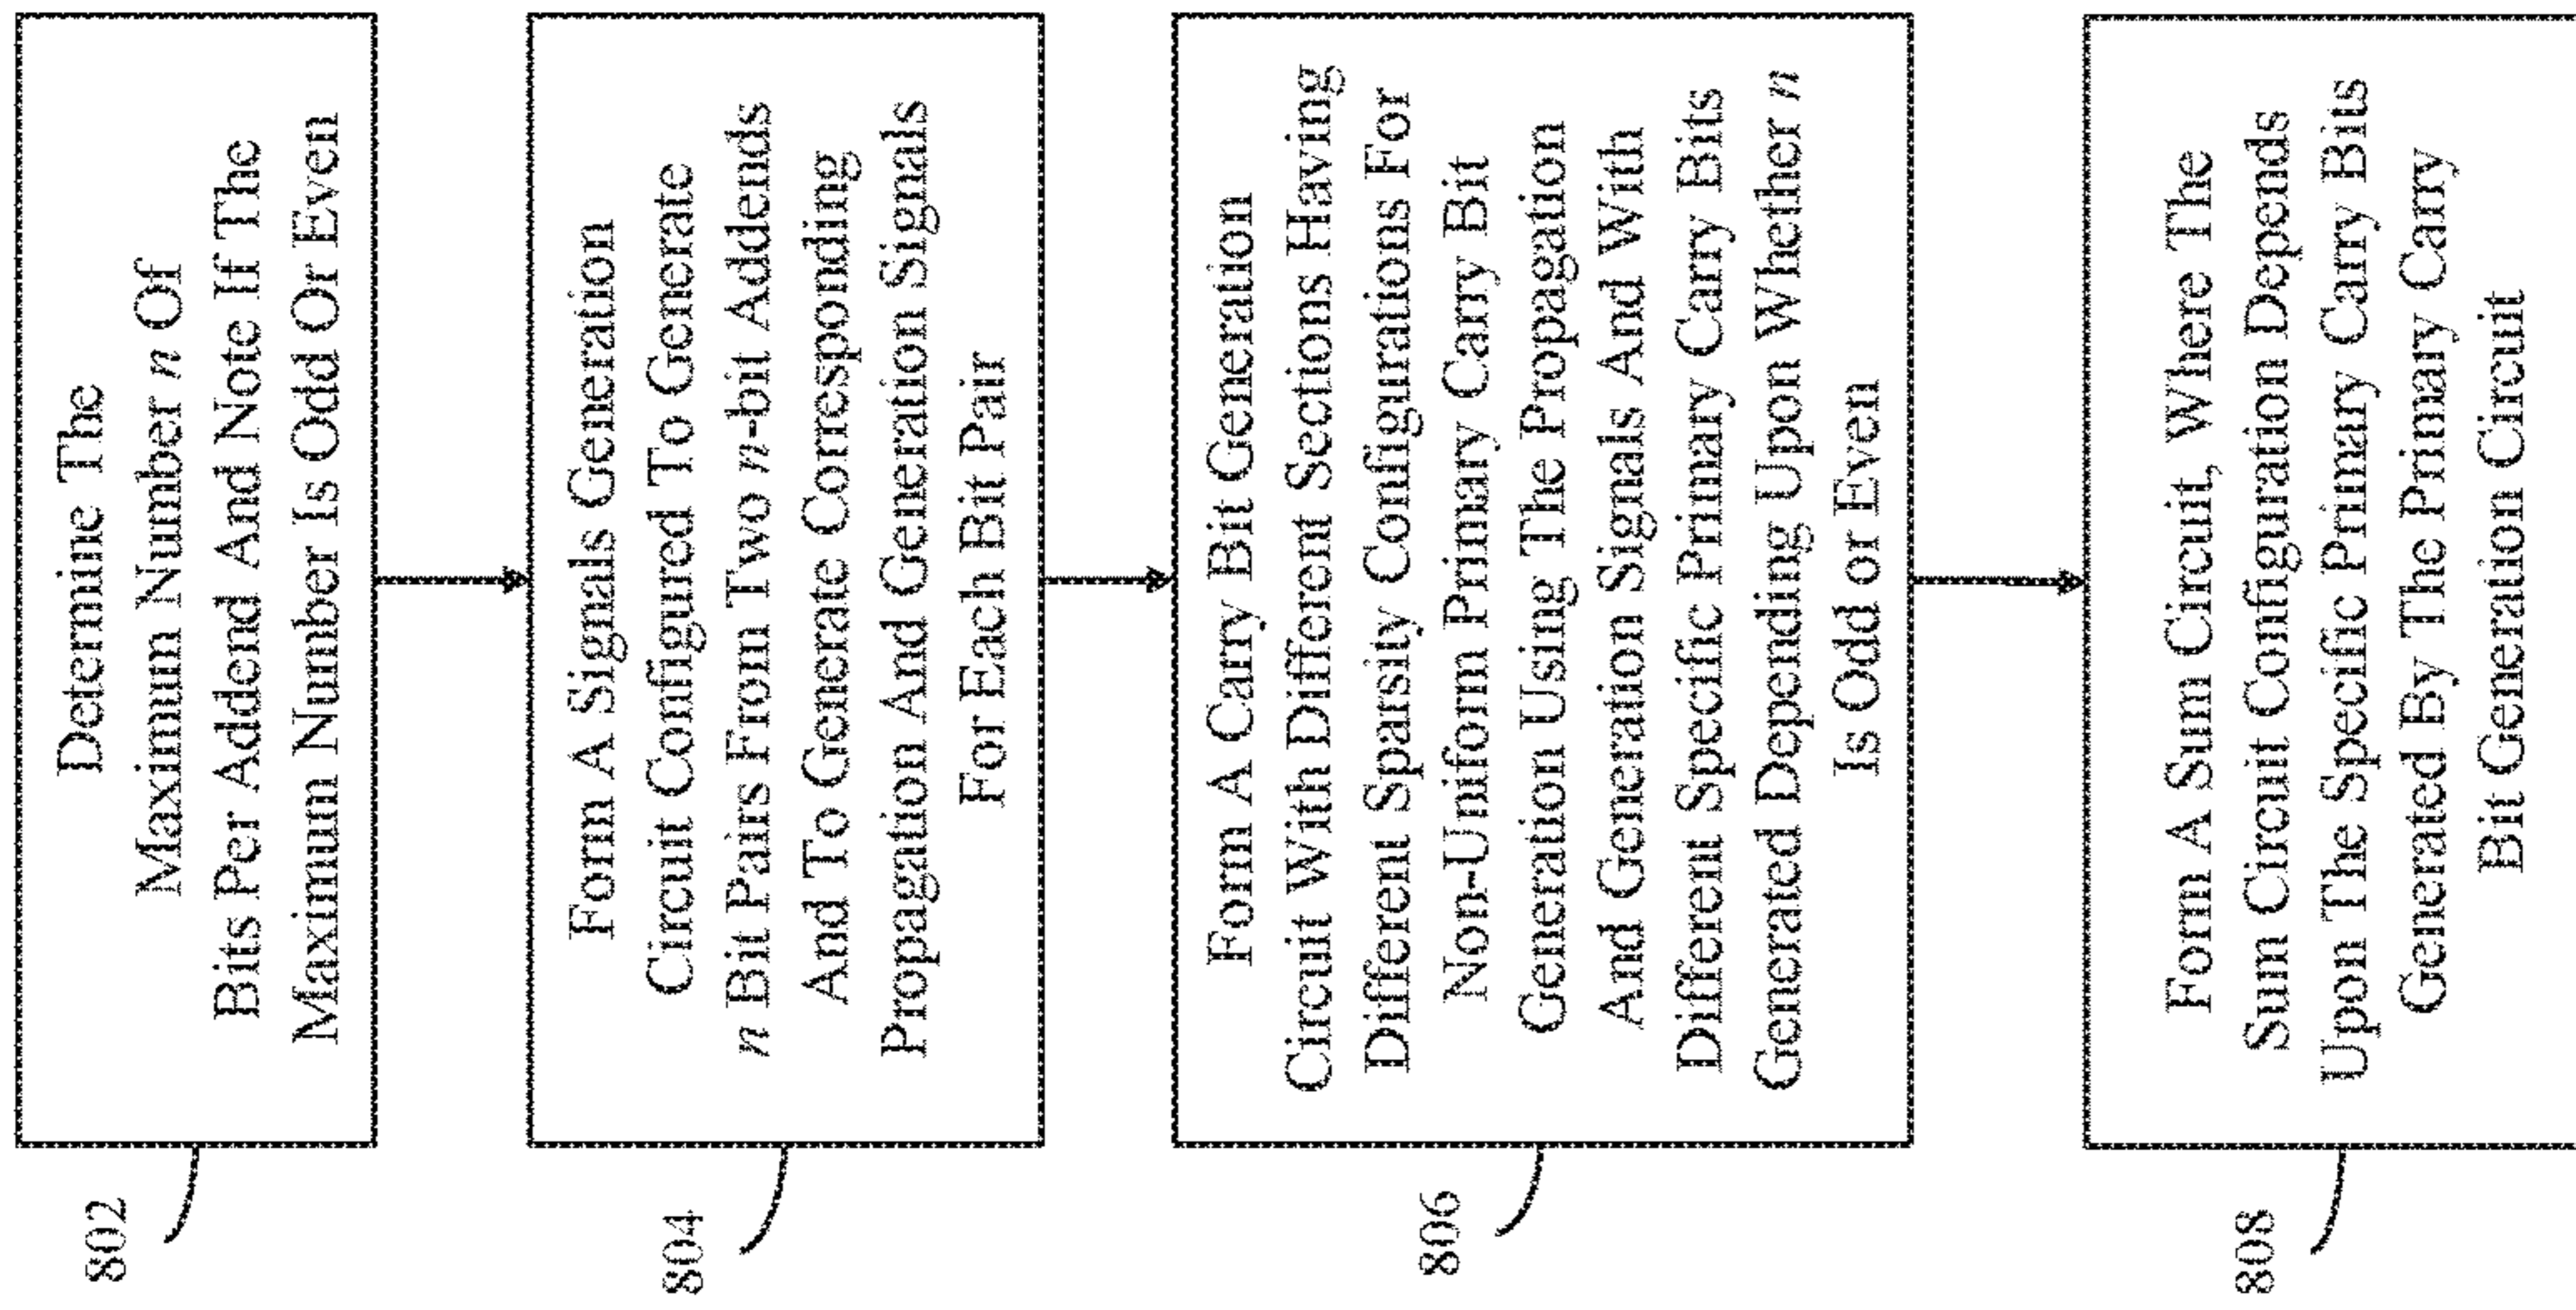 802
Determine The
Maximum Number n Of
Bits Per Addend And Note If The
Maximum Number Is Odd Or Even
804
Form A Signals Generation
Circuit Configured To Generate
n Bit Pairs From Two n-bit Addends
And To Generate Corresponding
Propagation And Generation Signals
For Each Bit Pair
806
Form A Carry Bit Generation
Circuit With Different Sections Having
Different Sparsity Configurations For
Non-Uniform Primary Carry Bit
Generation Using The Propagation
And Generation Signals And With
Different Specific Primary Carry Bits
Generated Depending Upon Whether n
Is Odd or Even
808
Form A Sum Circuit, Where The
Sum Circuit Configuration Depends
Upon The Specific Primary Carry Bits
Generated By The Primary Carry
Bit Generation Circuit